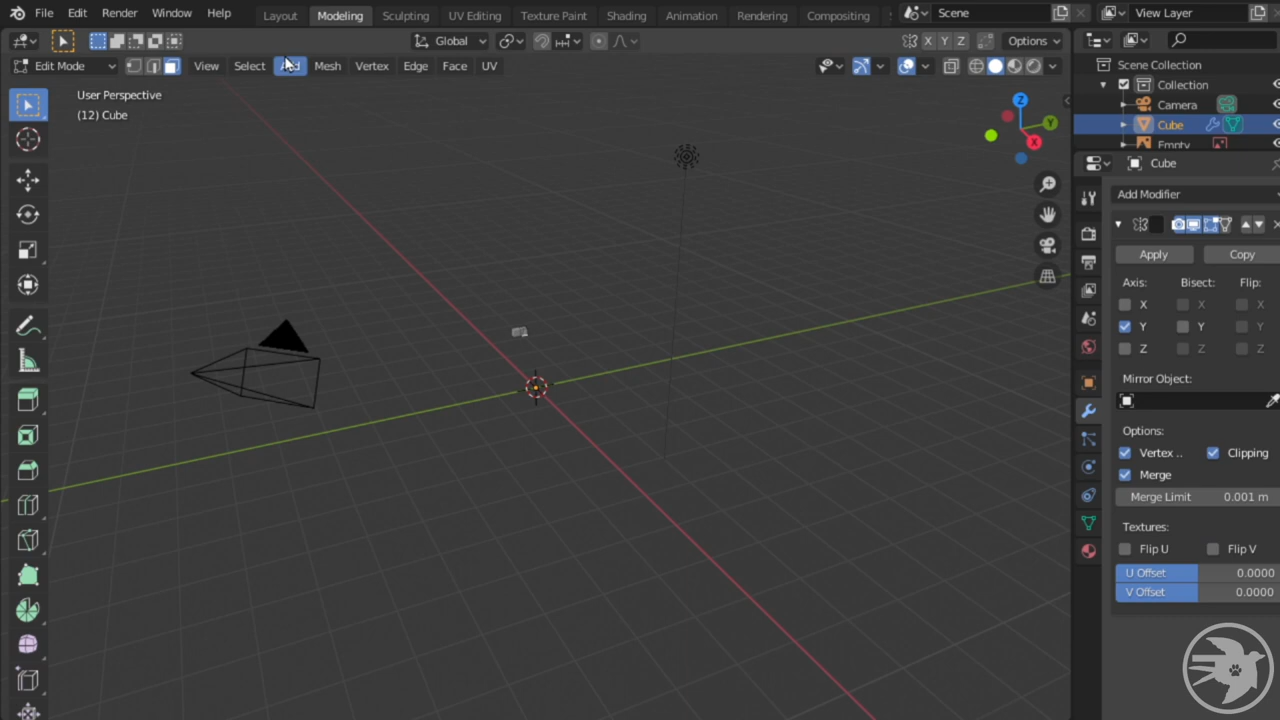 File Edit Render Window Help Layout Modeling Sculpting UV Editing Texture Paint Shading Animation Rendering Compositing Scene View Layer
Global X Y Z Options
Edit Mode View Select Add Mesh Vertex Edge Face UV
Scene Collection
Collection
Camera
Cube
Empty
User Perspective
(12) Cube
Z
Y
X
Cube
Add Modifier
Apply Copy
Axis: Bisect: Flip:
X X X
Y Y Y
Z Z Z
Mirror Object:
Options:
Vertex .. Clipping
Merge
Merge Limit 0.001 m
Textures:
Flip U Flip V
U Offset 0.0000
V Offset 0.0000